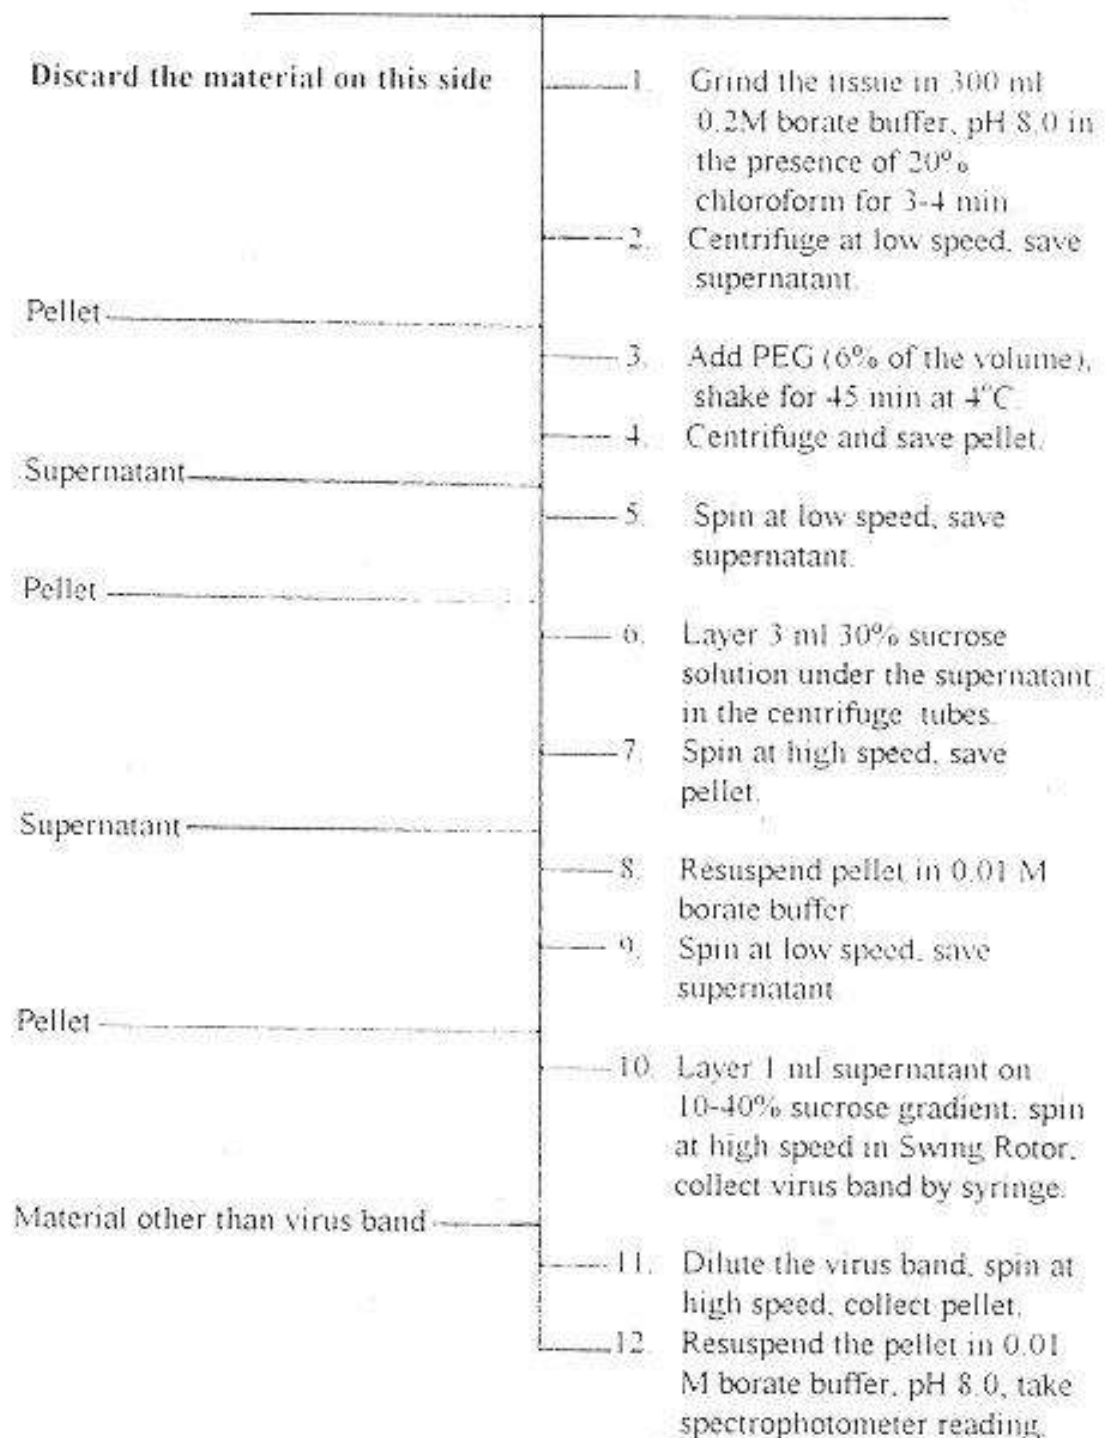 Discard the material on this side
1. Grind the tissue in 300 ml
0.2M borate buffer, pH 8.0 in
the presence of 20%
chloroform for 3-4 min
2. Centrifuge at low speed, save
supernatant.
Pellet
3. Add PEG (6% of the volume),
shake for 45 min at 4°C
4. Centrifuge and save pellet.
Supernatant
5. Spin at low speed, save
supernatant.
Pellet
6. Layer 3 ml 30% sucrose
solution under the supernatant
in the centrifuge tubes.
7. Spin at high speed, save
pellet.
Supernatant
8. Resuspend pellet in 0.01 M
borate buffer
9. Spin at low speed, save
supernatant
Pellet
10. Layer 1 ml supernatant on
10-40% sucrose gradient, spin
at high speed in Swing Rotor,
collect virus band by syringe.
Material other than virus band
11. Dilute the virus band, spin at
high speed, collect pellet.
12. Resuspend the pellet in 0.01
M borate buffer, pH 8.0, take
spectrophotometer reading.